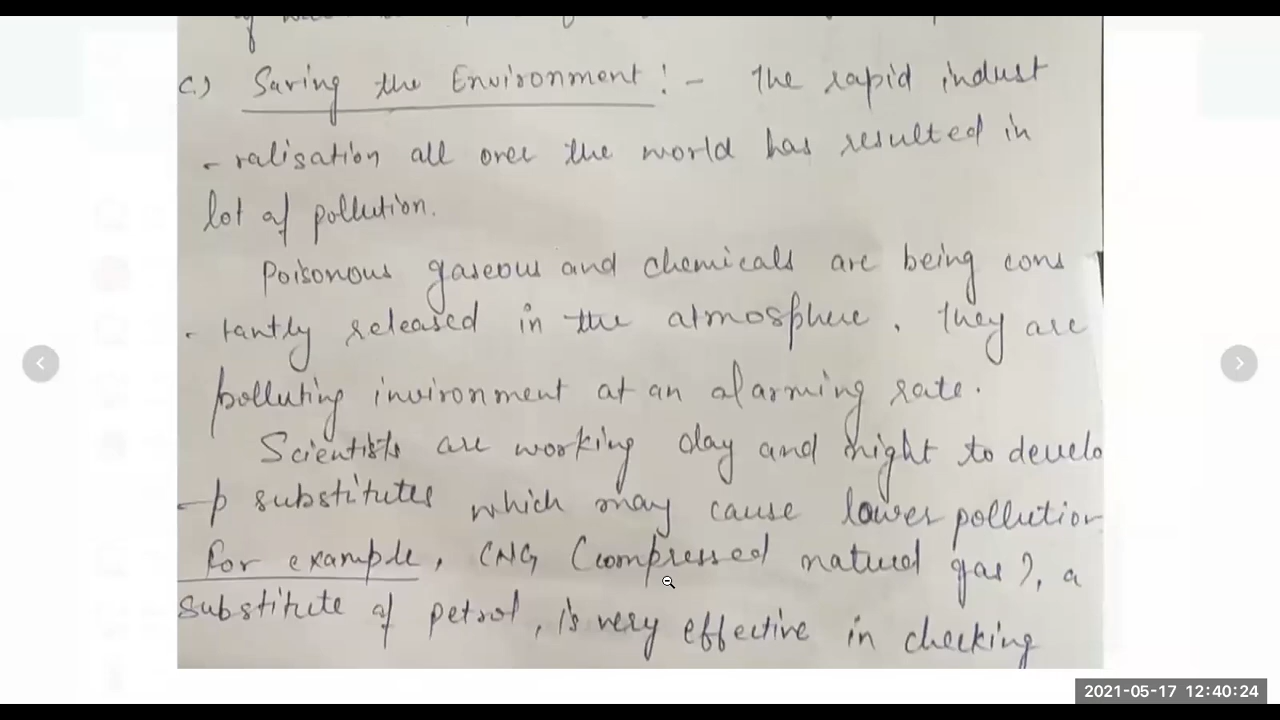 c.) Saving the Environment :- The rapid indust
-ralisation all over the world has resulted in
lot of pollution.
Poisonous gaseous and chemicals are being cons
-tantly released in the atmosphere. They are
polluting invironment at an alarming rate.
Scientists are working day and night to develo
-p substitutes which may cause lower pollution
For example, CNG (compressed natural gas), a
substitute of petrol, is very effective in checking
2021-05-17 12:40:24